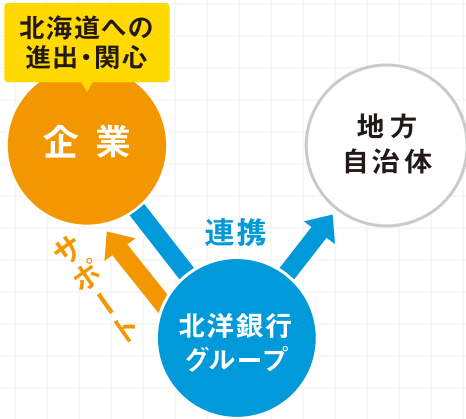 北海道への
進出・関心
企業
地方
自治体
連携
サポート
北洋銀行
グループ